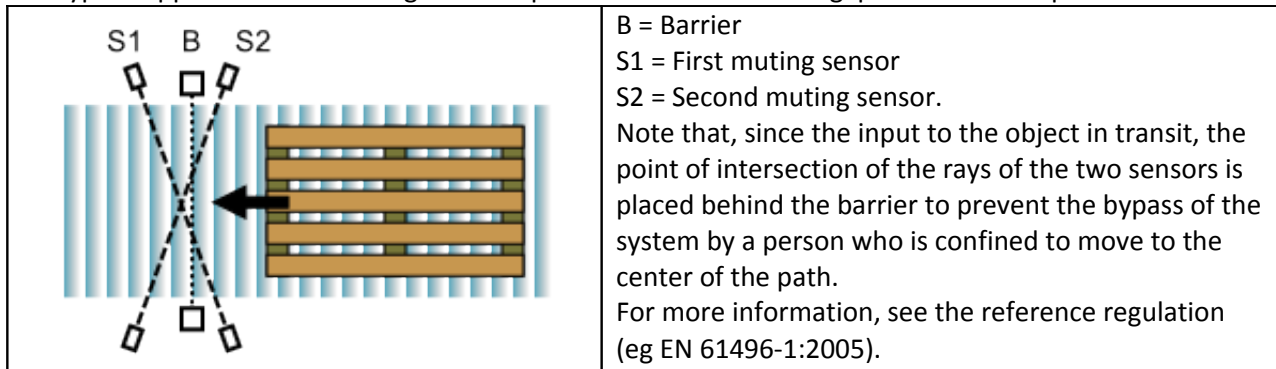 S1 B S2
B = Barrier
S1 = First muting sensor
S2 = Second muting sensor.
Note that, since the input to the object in transit, the
point of intersection of the rays of the two sensors is
placed behind the barrier to prevent the bypass of the
system by a person who is confined to move to the
center of the path.
For more information, see the reference regulation
(eg EN 61496-1:2005).